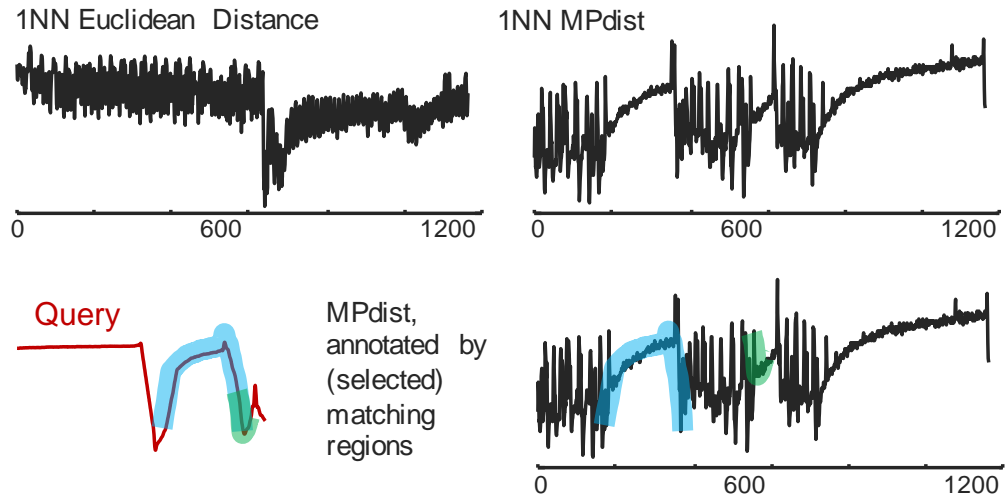 1NN Euclidean Distance
1NN MPdist
0 600 1200
0 600 1200
Query
MPdist,
annotated by
(selected)
matching
regions
0 600 1200